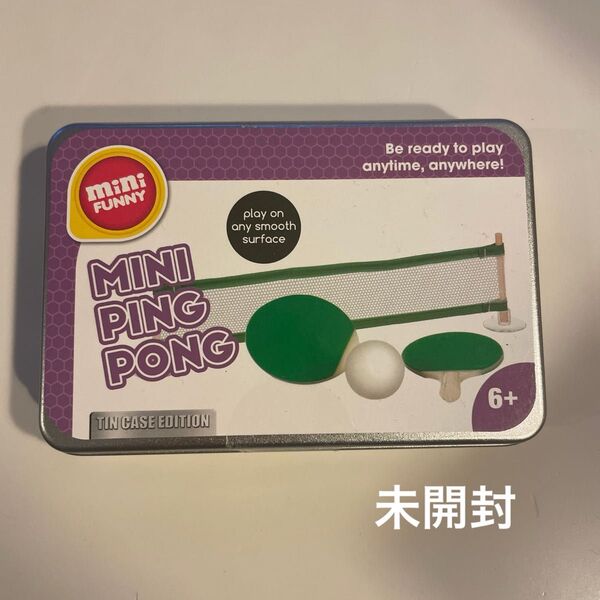 mini
FUNNY
Be ready to play
anytime, anywhere!
play on
any smooth
surface
MINI
PING
PONG
TIN CASE EDITION
6+
未開封